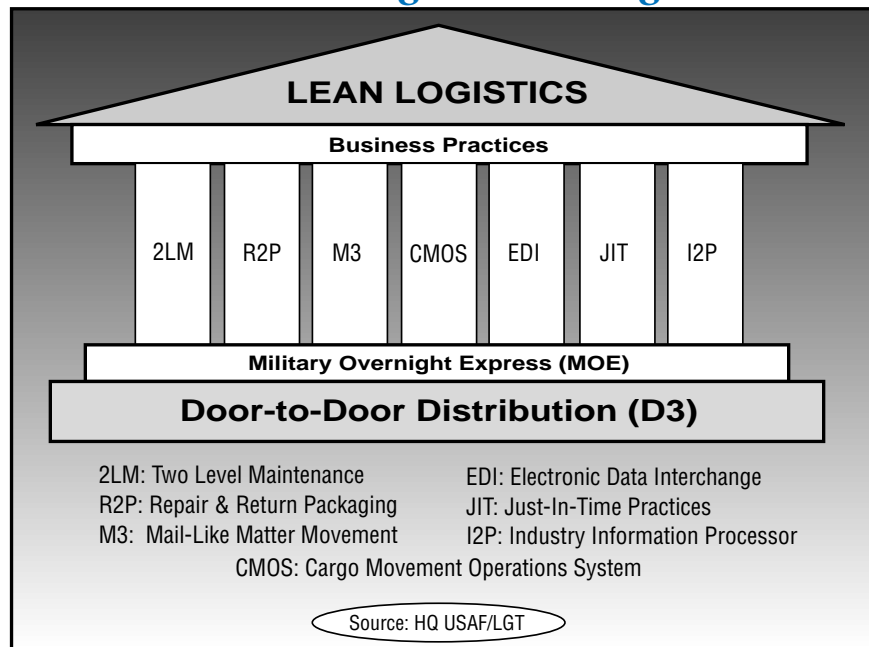 LEAN LOGISTICS
Business Practices
2LM R2P M3 CMOS EDI JIT I2P
Military Overnight Express (MOE)
Door-to-Door Distribution (D3)
2LM: Two Level Maintenance
R2P: Repair & Return Packaging
M3: Mail-Like Matter Movement
EDI: Electronic Data Interchange
JIT: Just-In-Time Practices
I2P: Industry Information Processor
CMOS: Cargo Movement Operations System
Source: HQ USAF/LGT